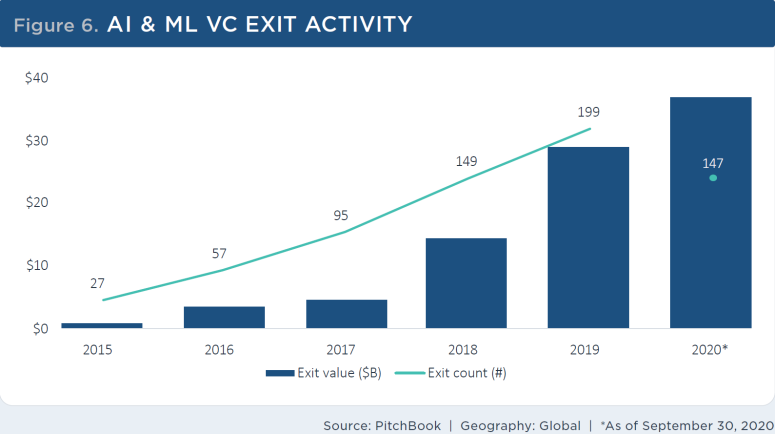 Figure 6. AI & ML VC EXIT ACTIVITY
$40
$30
$20
$10
$0
27
57
95
149
199
147
2015 2016 2017 2018 2019 2020*
Exit value ($B) Exit count (#)
Source: PitchBook | Geography: Global | *As of September 30, 2020